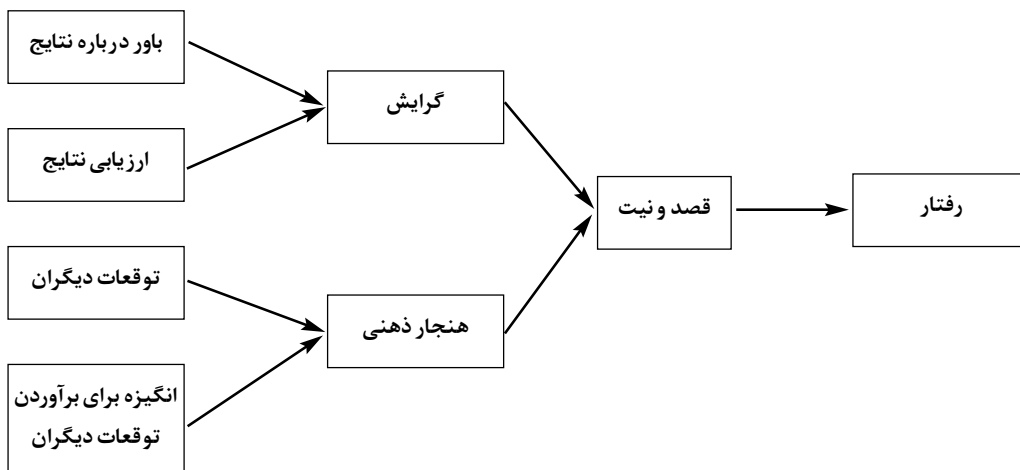 باور درباره نتایج
ارزیابی نتایج
گرایش
قصد و نیت
رفتار
توقعات دیگران
هنجار ذهنی
انگیزه برای برآوردن
توقعات دیگران